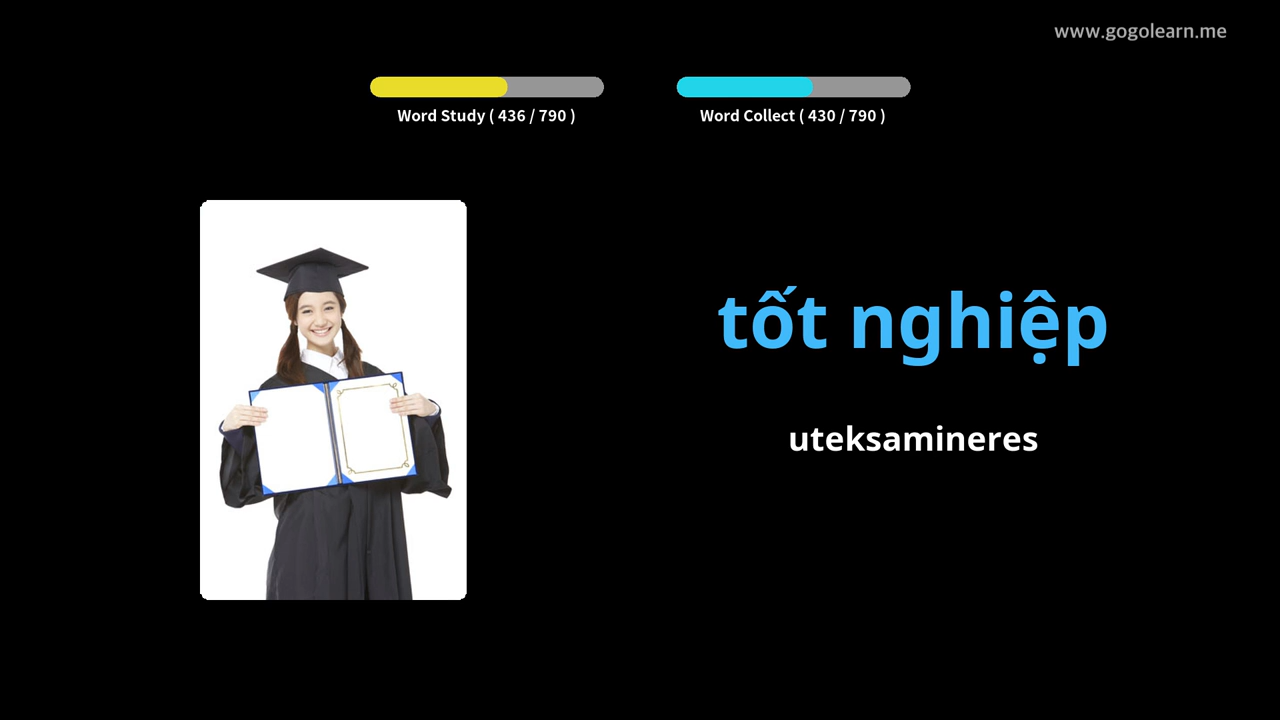 www.gogolearn.me
Word Study ( 436 / 790 )
Word Collect ( 430 / 790 )
tốt nghiệp
uteksamineres